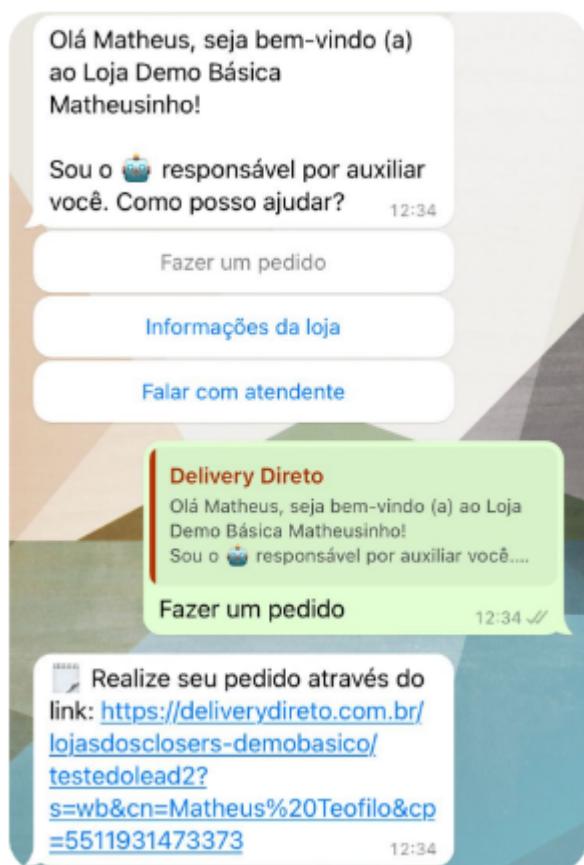 Olá Matheus, seja bem-vindo (a)
ao Loja Demo Básica
Matheusinho!
Sou o 🤖 responsável por auxiliar
você. Como posso ajudar? 12:34
Fazer um pedido
Informações da loja
Falar com atendente
Delivery Direto
Olá Matheus, seja bem-vindo (a) ao Loja
Demo Básica Matheusinho!
Sou o 🤖 responsável por auxiliar você....
Fazer um pedido 12:34
🗒️ Realize seu pedido através do
link: https://deliverydireto.com.br/
lojasdosclosers-demobasico/
testedolead2?
s=wb&cn=Matheus%20Teofilo&cp
=5511931473373 12:34